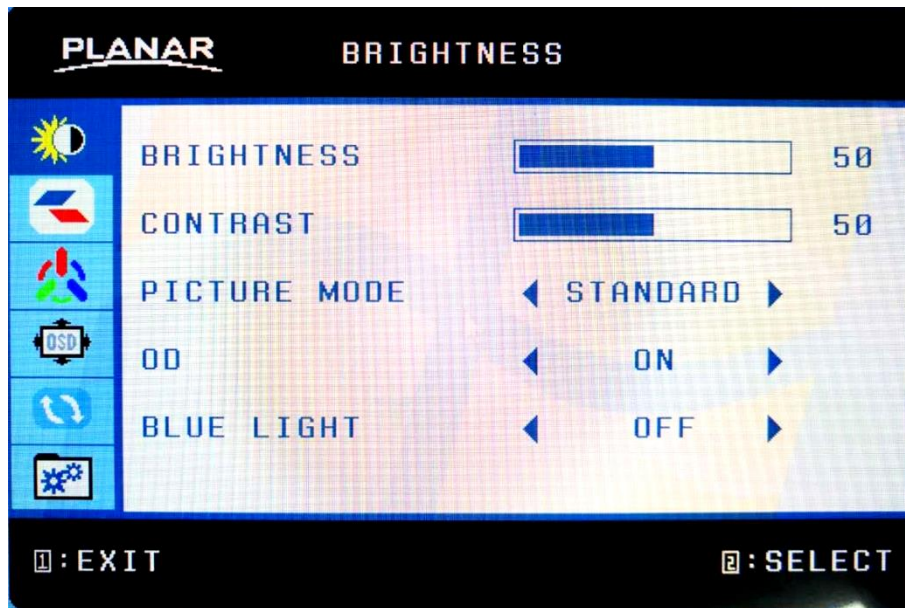 PLANAR BRIGHTNESS
BRIGHTNESS 50
CONTRAST 50
PICTURE MODE STANDARD
OD ON
OSD
BLUE LIGHT OFF
1:EXIT 2:SELECT